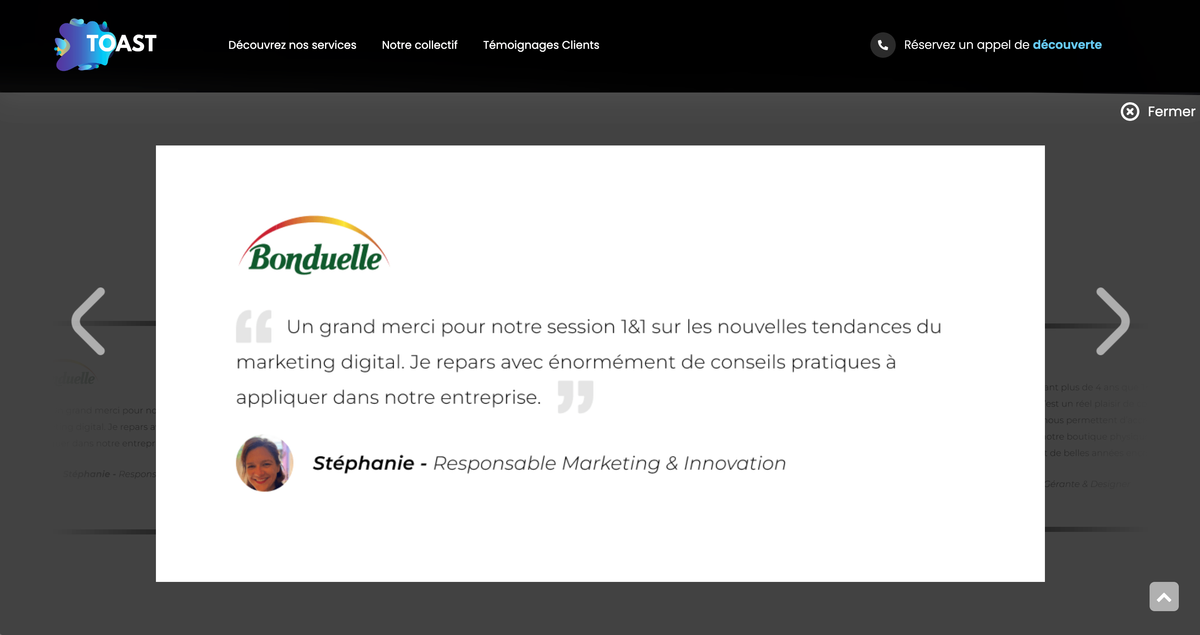 TOAST
Découvrez nos services
Notre collectif
Témoignages Clients
Réservez un appel de découverte
Fermer
Bonduelle
“ Un grand merci pour notre session 1&1 sur les nouvelles tendances du
marketing digital. Je repars avec énormément de conseils pratiques à
appliquer dans notre entreprise. ”
Stéphanie - Responsable Marketing & Innovation